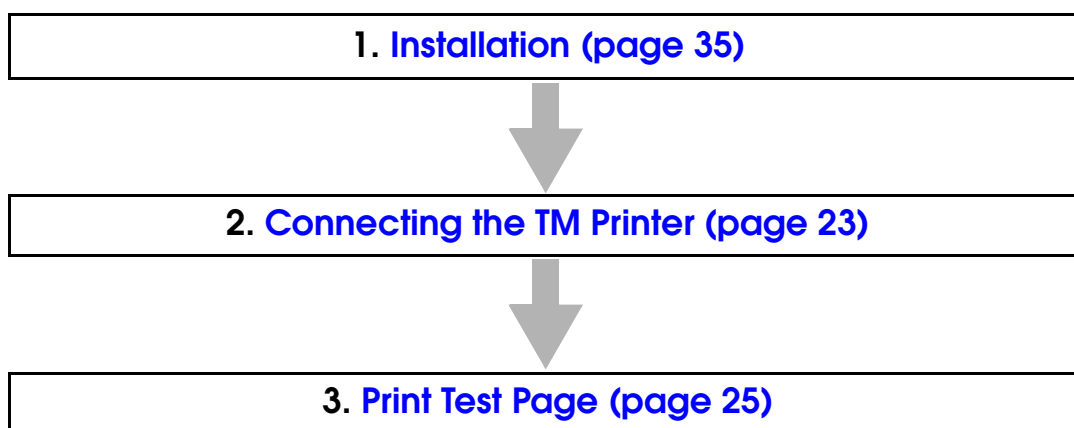 1. Installation (page 35)
2. Connecting the TM Printer (page 23)
3. Print Test Page (page 25)